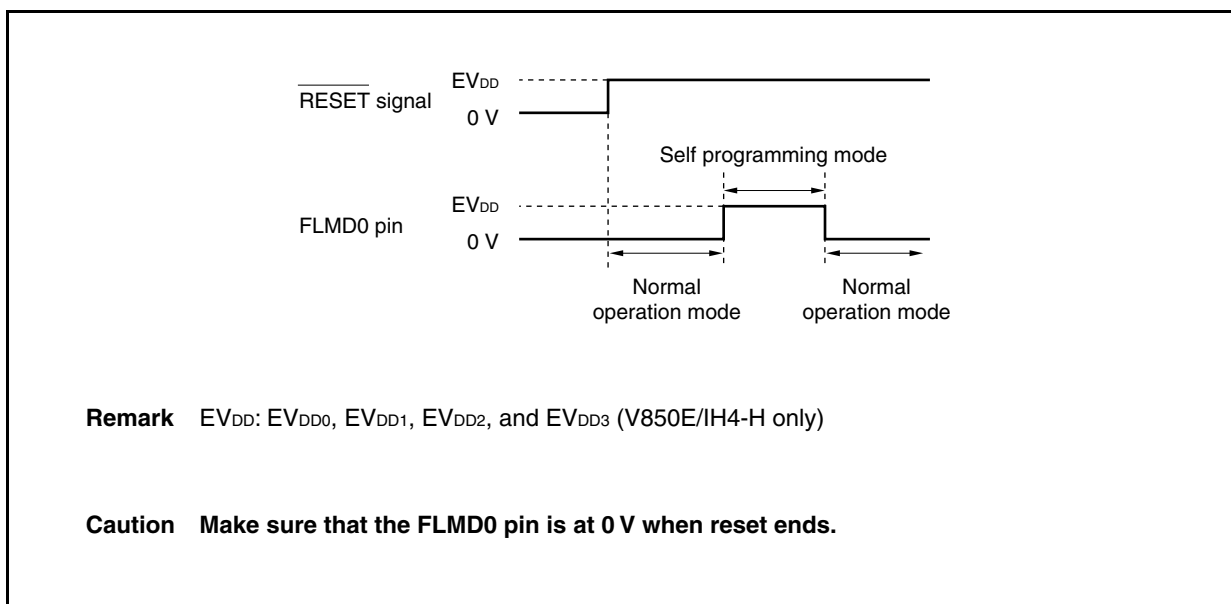 EVDD
RESET signal
0 V
Self programming mode
EVDD
FLMD0 pin
0 V
Normal operation mode
Normal operation mode
Remark EVDD: EVDD0, EVDD1, EVDD2, and EVDD3 (V850E/IH4-H only)
Caution Make sure that the FLMD0 pin is at 0 V when reset ends.